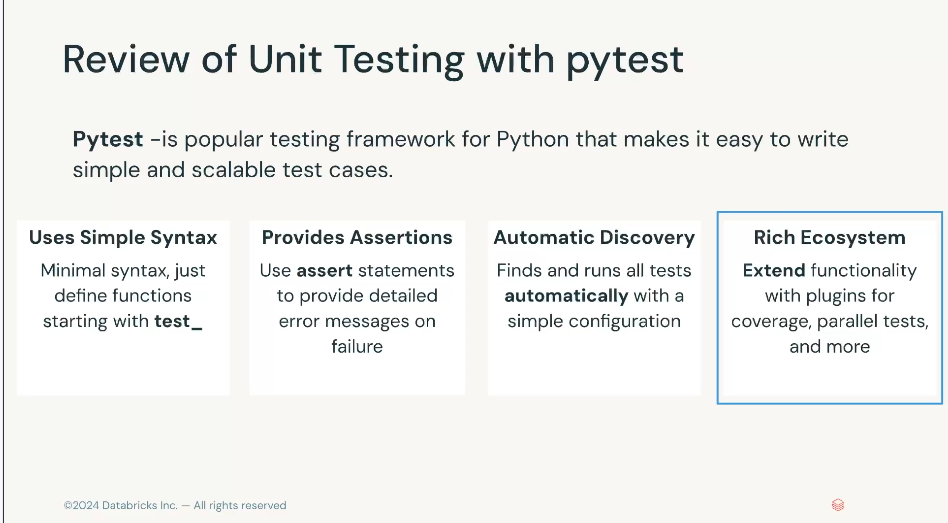 Review of Unit Testing with pytest
Pytest -is popular testing framework for Python that makes it easy to write
simple and scalable test cases.
Uses Simple Syntax
Minimal syntax, just
define functions
starting with test_
Provides Assertions
Use assert statements
to provide detailed
error messages on
failure
Automatic Discovery
Finds and runs all tests
automatically with a
simple configuration
Rich Ecosystem
Extend functionality
with plugins for
coverage, parallel tests,
and more
©2024 Databricks Inc. — All rights reserved